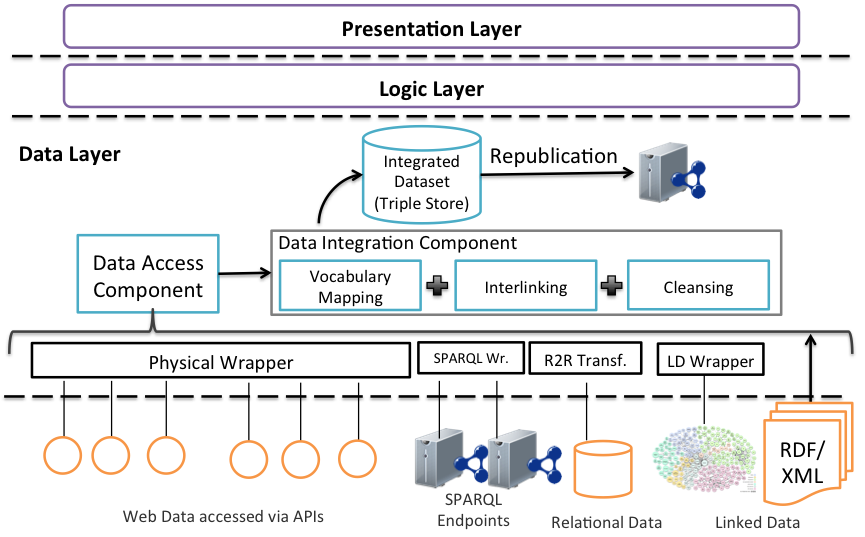 Presentation Layer
Logic Layer
Data Layer
Integrated
Dataset
(Triple Store)
Republication
Data Access
Component
Data Integration Component
Vocabulary
Mapping
Interlinking
Cleansing
Physical Wrapper
SPARQL Wr.
R2R Transf.
LD Wrapper
RDF/
XML
Web Data accessed via APIs
SPARQL
Endpoints
Relational Data
Linked Data